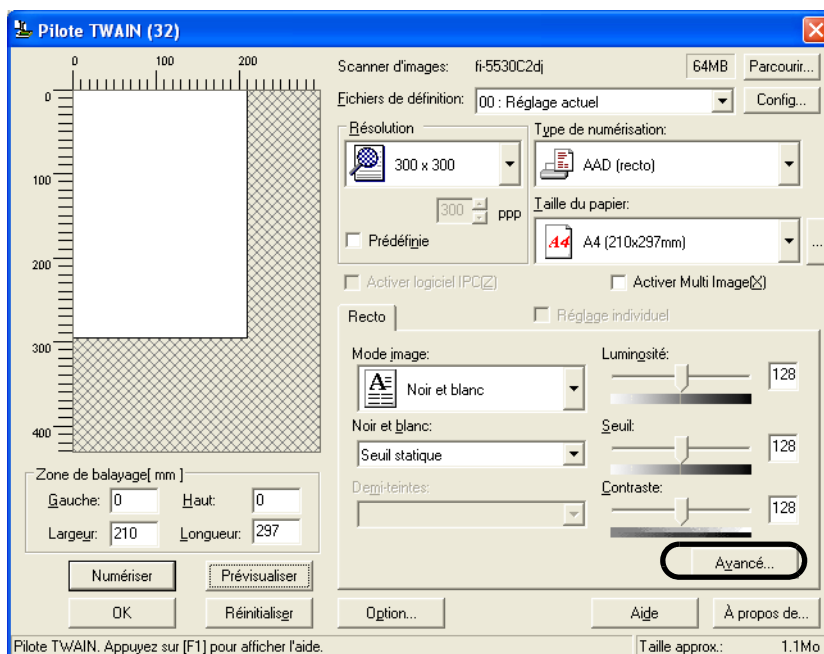 Pilote TWAIN (32)
0 100 200
0
100
200
300
400
Scanner d'images: fi-5530C2dj 64MB Parcourir...
Fichiers de définition: 00 : Réglage actuel Config...
Résolution
300 x 300
300 ppp
Prédéfinie
Type de numérisation:
AAD (recto)
Taille du papier:
A4 A4 (210x297mm) ...
Activer logiciel IPC(Z) Activer Multi Image(X)
Recto Réglage individuel
Mode image:
Noir et blanc
Noir et blanc:
Seuil statique
Demi-teintes:
Luminosité:
128
Seuil:
128
Contraste:
128
Avancé...
Zone de balayage[ mm ]
Gauche: 0 Haut: 0
Largeur: 210 Longueur: 297
Numériser Prévisualiser
OK Réinitialiser Option... Aide À propos de...
Pilote TWAIN. Appuyez sur [F1] pour afficher l'aide. Taille approx.: 1.1Mo